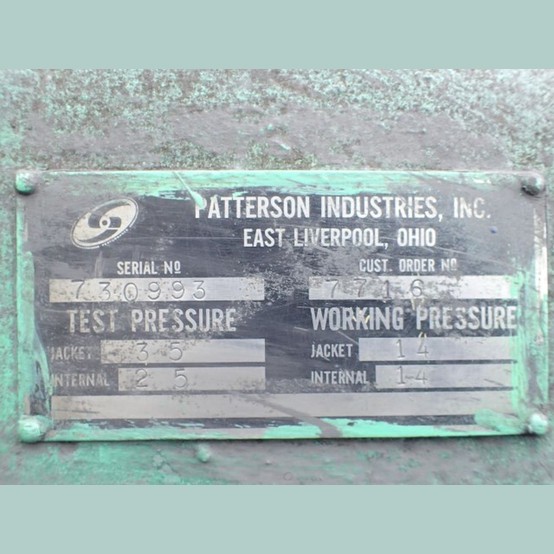 PATTERSON INDUSTRIES, INC.
EAST LIVERPOOL, OHIO
SERIAL Nº CUST. ORDER Nº
73Q993 7716
TEST PRESSURE WORKING PRESSURE
JACKET 35 JACKET 14
INTERNAL 25 INTERNAL 14